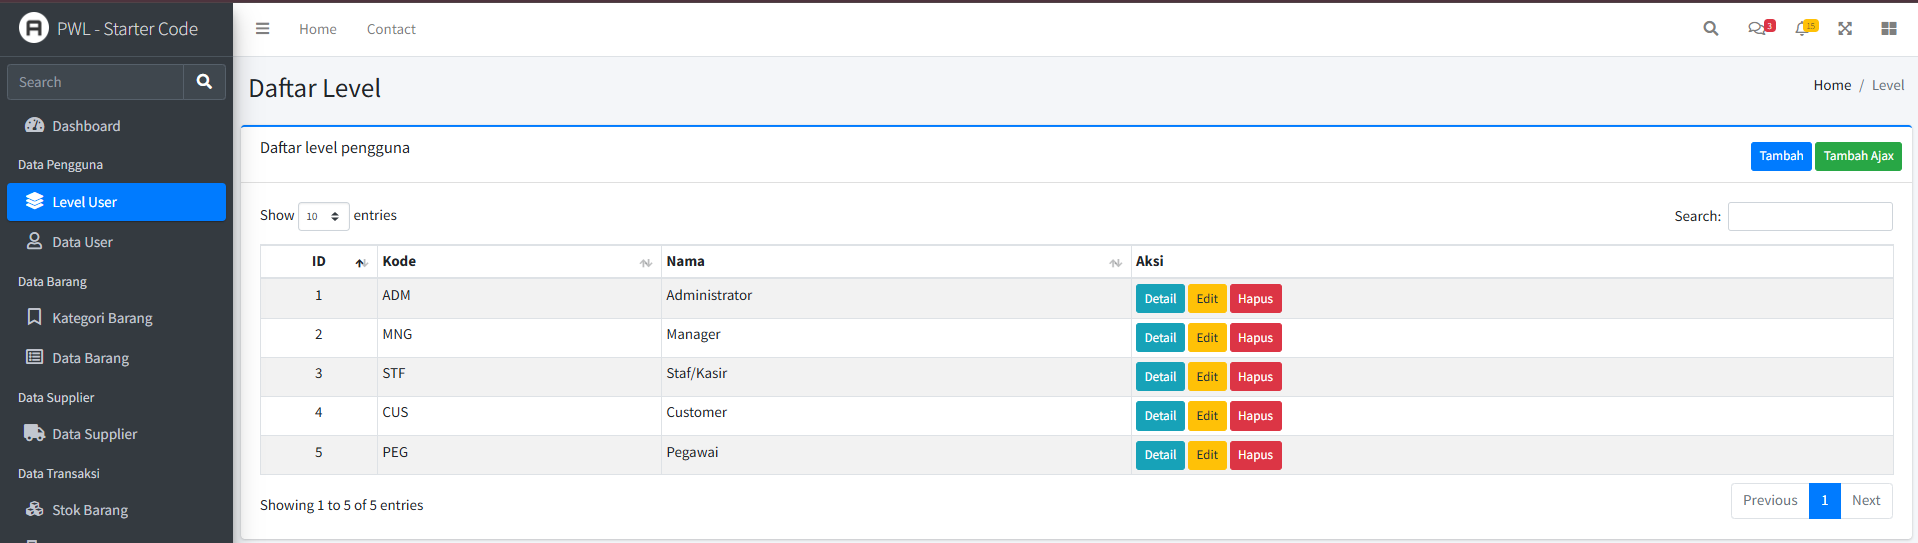 PWL - Starter Code
Home Contact 3 15
Search
Daftar Level
Home / Level
Dashboard
Data Pengguna
Level User
Data User
Data Barang
Kategori Barang
Data Barang
Data Supplier
Data Supplier
Data Transaksi
Stok Barang
Daftar level pengguna
Tambah Tambah Ajax
Show 10 entries
Search:
ID Kode Nama Aksi
1 ADM Administrator Detail Edit Hapus
2 MNG Manager Detail Edit Hapus
3 STF Staf/Kasir Detail Edit Hapus
4 CUS Customer Detail Edit Hapus
5 PEG Pegawai Detail Edit Hapus
Showing 1 to 5 of 5 entries
Previous 1 Next